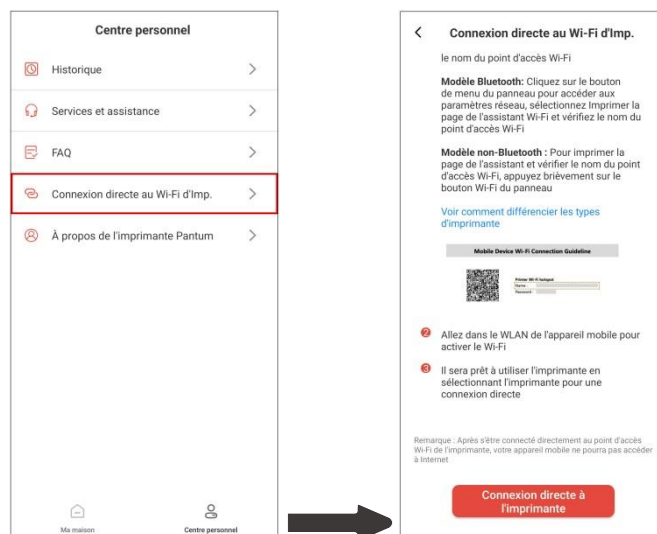 Centre personnel
Historique
Services et assistance
FAQ
Connexion directe au Wi-Fi d'Imp.
À propos de l'imprimante Pantum
Ma maison
Centre personnel
Connexion directe au Wi-Fi d'Imp.
le nom du point d'accès Wi-Fi
Modèle Bluetooth: Cliquez sur le bouton
de menu du panneau pour accéder aux
paramètres réseau, sélectionnez Imprimer la
page de l'assistant Wi-Fi et vérifiez le nom du
point d'accès Wi-Fi
Modèle non-Bluetooth : Pour imprimer la
page de l'assistant et vérifier le nom du point
d'accès Wi-Fi, appuyez brièvement sur le
bouton Wi-Fi du panneau
Voir comment différencier les types
d'imprimante
Mobile Device Wi-Fi Connection Guideline
Printer Wi-Fi hotspot
Name
Password
2 Allez dans le WLAN de l'appareil mobile pour
activer le Wi-Fi
3 Il sera prêt à utiliser l'imprimante en
sélectionnant l'imprimante pour une
connexion directe
Remarque : Après s'être connecté directement au point d'accès
Wi-Fi de l'imprimante, votre appareil mobile ne pourra pas accéder
à Internet
Connexion directe à
l'imprimante